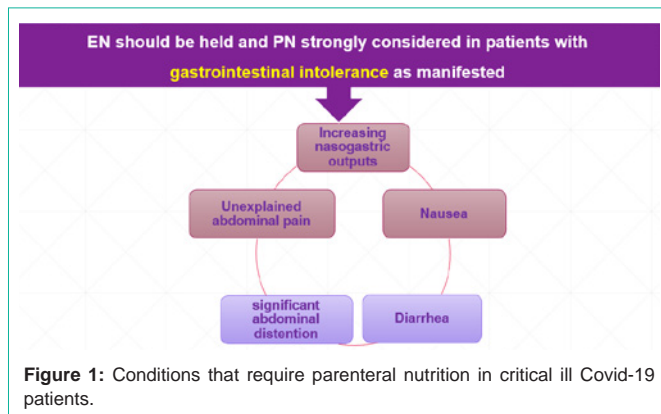 EN should be held and PN strongly considered in patients with
gastrointestinal intolerance as manifested
Increasing
nasogastric
outputs
Unexplained
abdominal pain
Nausea
significant
abdominal
distention
Diarrhea
Figure 1: Conditions that require parenteral nutrition in critical ill Covid-19
patients.